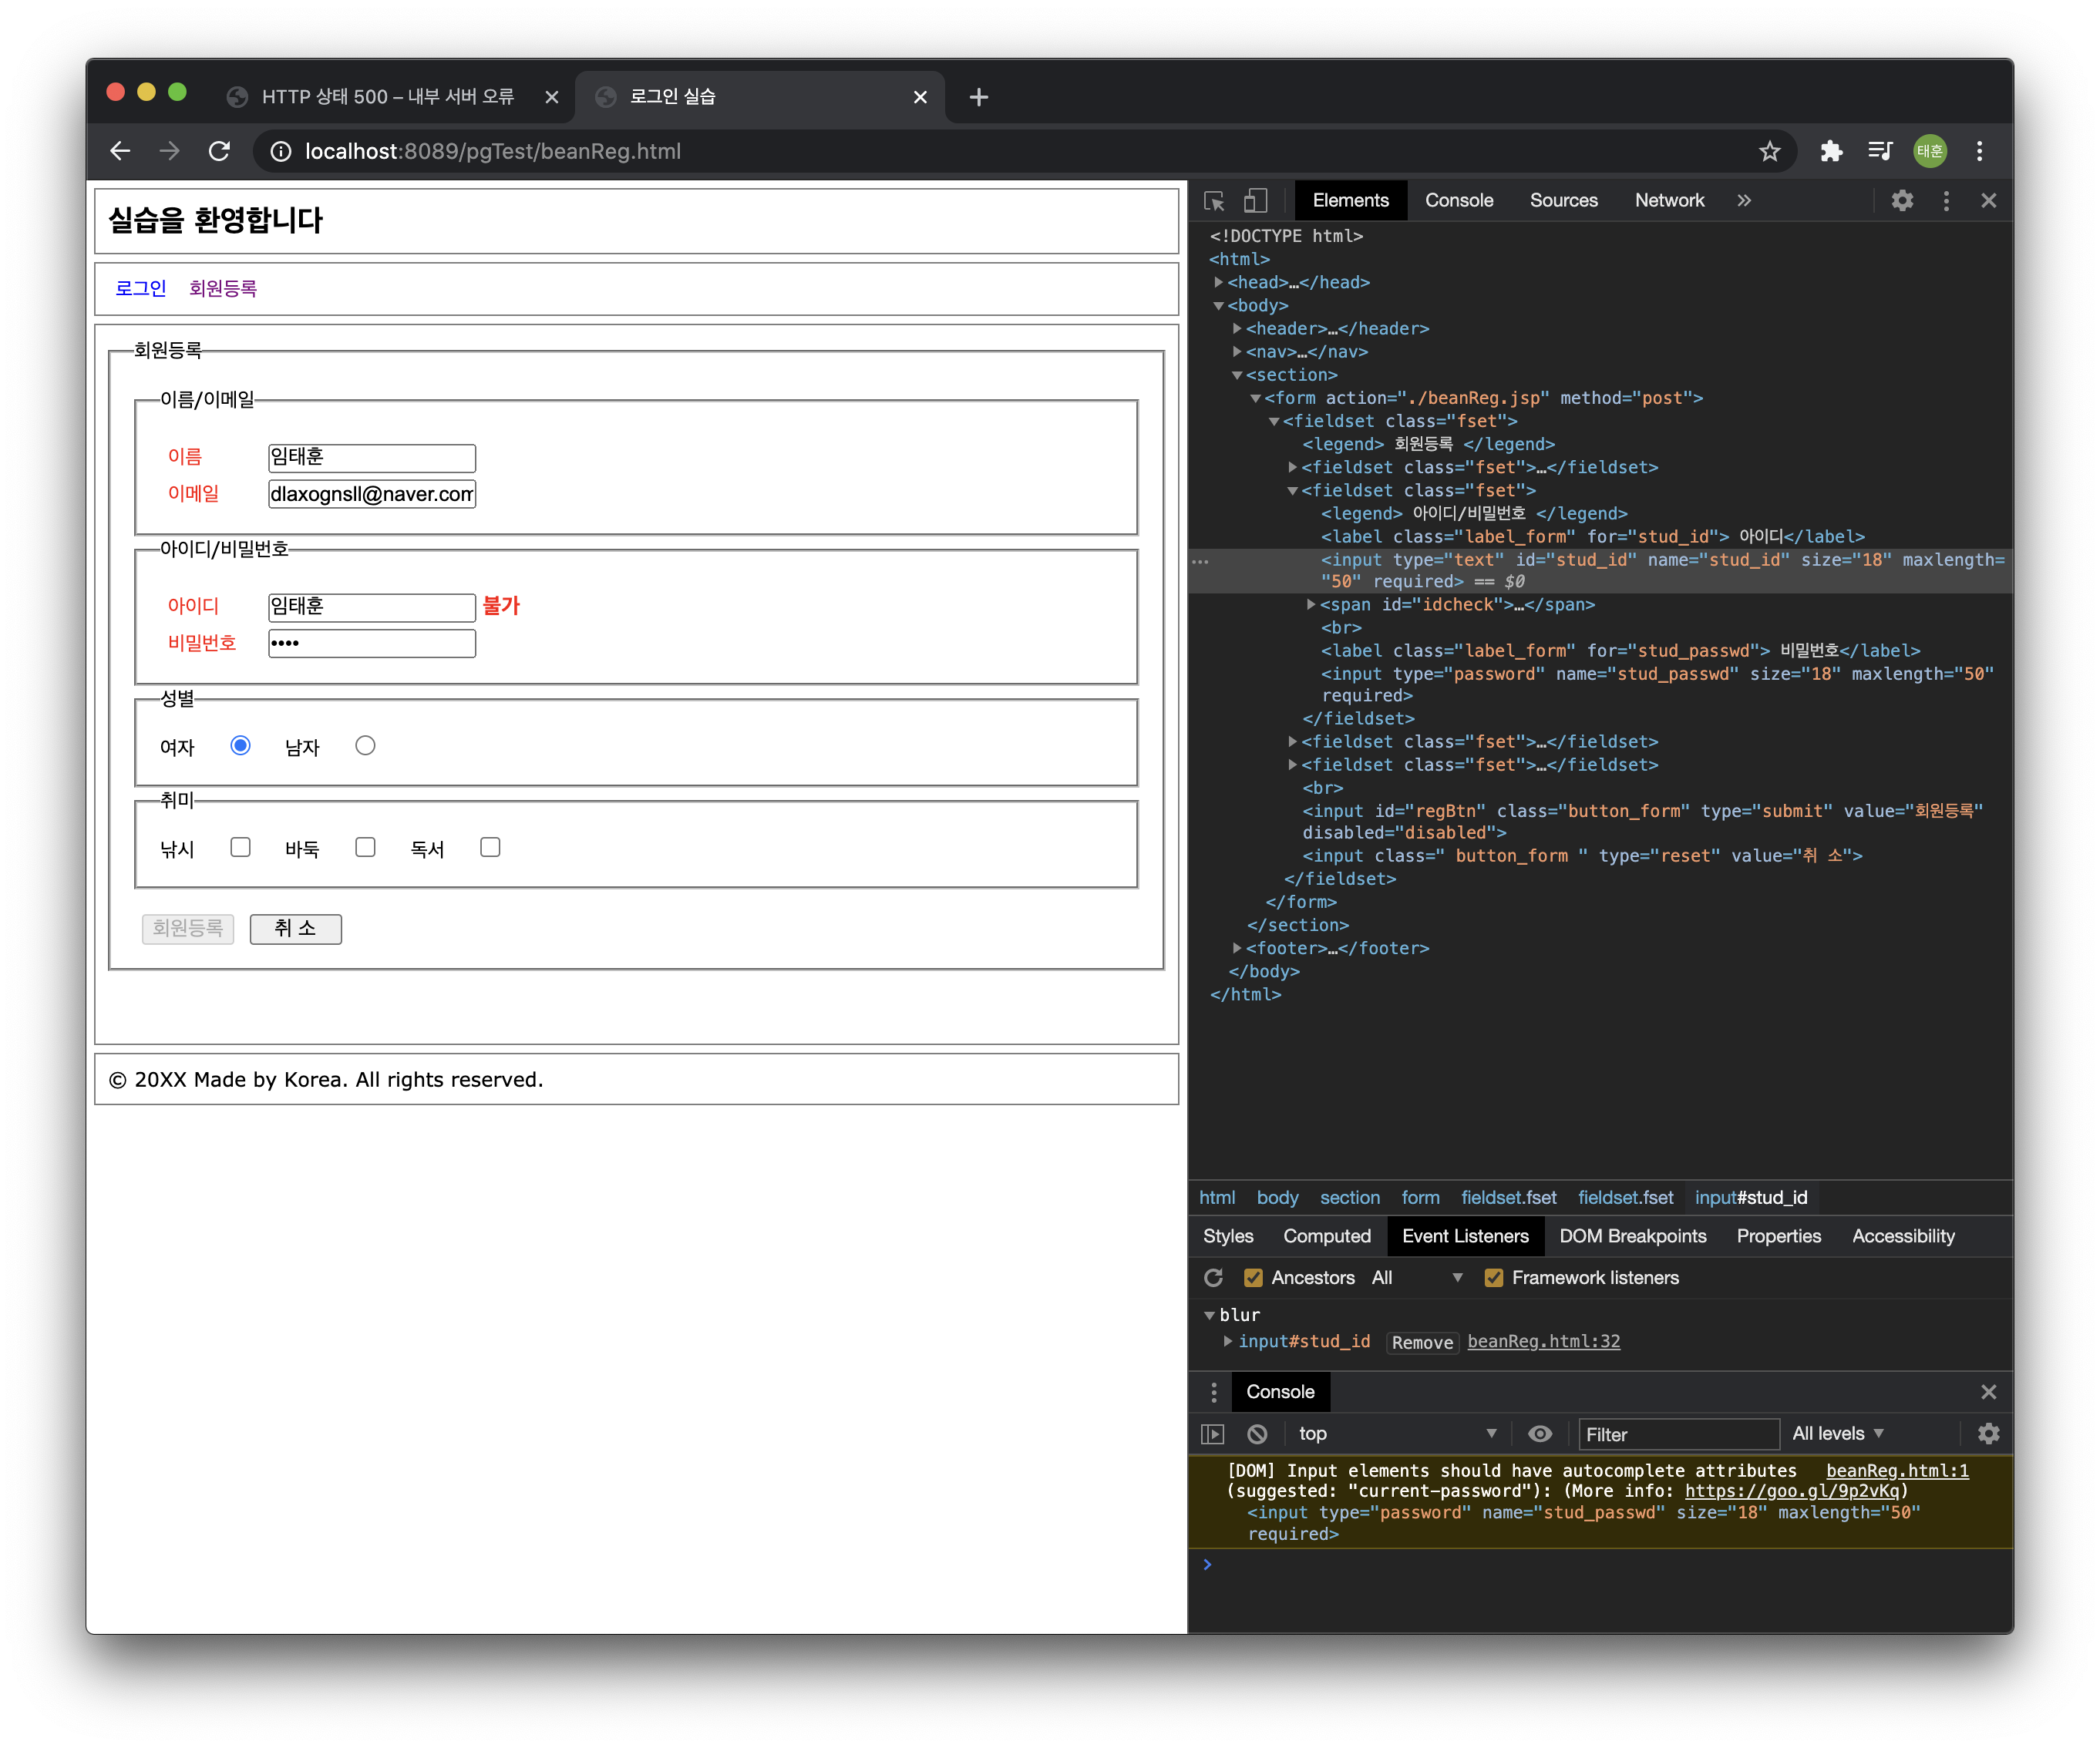 HTTP 상태 500 – 내부 서버 오류
로그인 실습
localhost:8089/pgTest/beanReg.html
태훈
실습을 환영합니다
로그인 회원등록
회원등록
이름/이메일
이름 임태훈
이메일 dlaxognsll@naver.com
아이디/비밀번호
아이디 임태훈 불가
비밀번호 ••••
성별
여자 남자
취미
낚시 바둑 독서
회원등록 취 소
© 20XX Made by Korea. All rights reserved.
Elements Console Sources Network »
<!DOCTYPE html>
<html>
<head>…</head>
<body>
<header>…</header>
<nav>…</nav>
<section>
<form action="./beanReg.jsp" method="post">
<fieldset class="fset">
<legend> 회원등록 </legend>
<fieldset class="fset">…</fieldset>
<fieldset class="fset">
<legend> 아이디/비밀번호 </legend>
<label class="label_form" for="stud_id"> 아이디</label>
… <input type="text" id="stud_id" name="stud_id" size="18" maxlength=
"50" required> == $0
<span id="idcheck">…</span>
<br>
<label class="label_form" for="stud_passwd"> 비밀번호</label>
<input type="password" name="stud_passwd" size="18" maxlength="50"
required>
</fieldset>
<fieldset class="fset">…</fieldset>
<fieldset class="fset">…</fieldset>
<br>
<input id="regBtn" class="button_form" type="submit" value="회원등록"
disabled="disabled">
<input class=" button_form " type="reset" value="취 소">
</fieldset>
</form>
</section>
<footer>…</footer>
</body>
</html>
html body section form fieldset.fset fieldset.fset input#stud_id
Styles Computed Event Listeners DOM Breakpoints Properties Accessibility
Ancestors All Framework listeners
blur
input#stud_id Remove beanReg.html:32
Console
top Filter All levels
[DOM] Input elements should have autocomplete attributes beanReg.html:1
(suggested: "current-password"): (More info: https://goo.gl/9p2vKq)
<input type="password" name="stud_passwd" size="18" maxlength="50"
required>